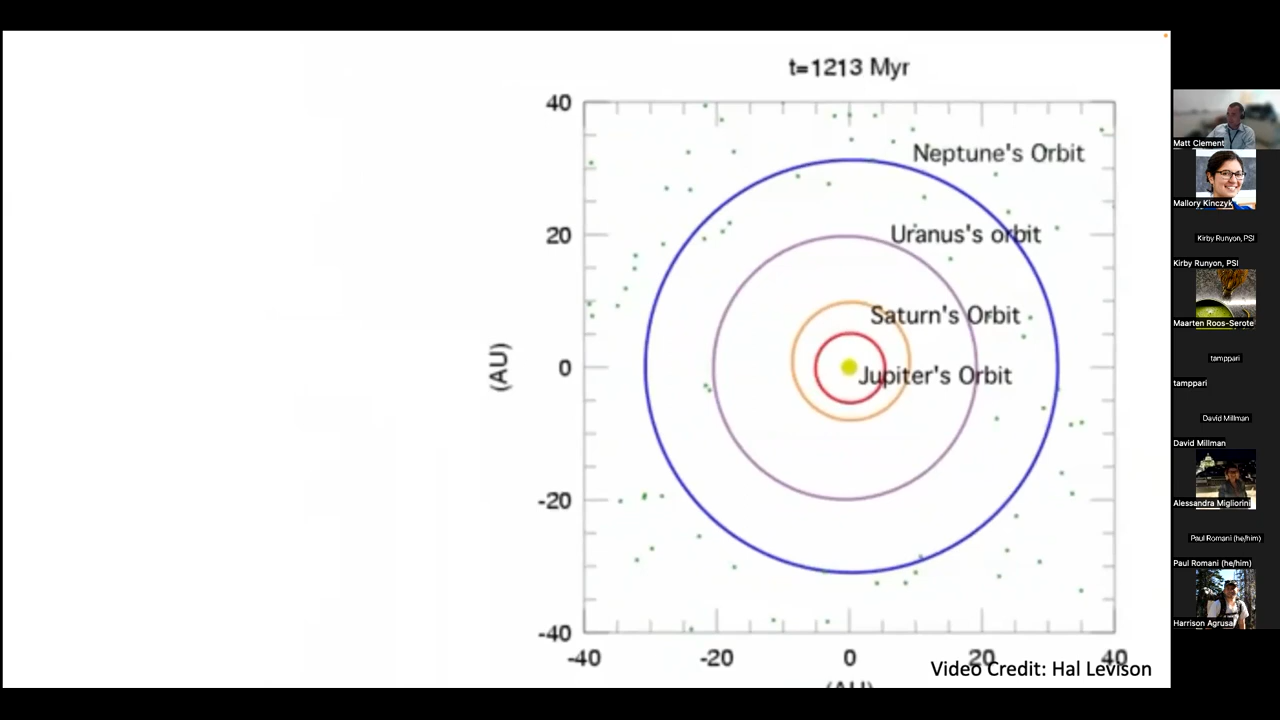 t=1213 Myr
40
Neptune's Orbit
20
Uranus's orbit
Saturn's Orbit
(AU)
0
Jupiter's Orbit
-20
-40
-40
-20
0
20
40
(AU)
Video Credit: Hal Levison
Matt Clement
Mallory Kinczyk
Kirby Runyon, PSI
Kirby Runyon, PSI
Maarten Roos-Serote
tamppari
tamppari
David Millman
David Millman
Alessandra Migliorini
Paul Romani (he/him)
Paul Romani (he/him)
Harrison Agrusa